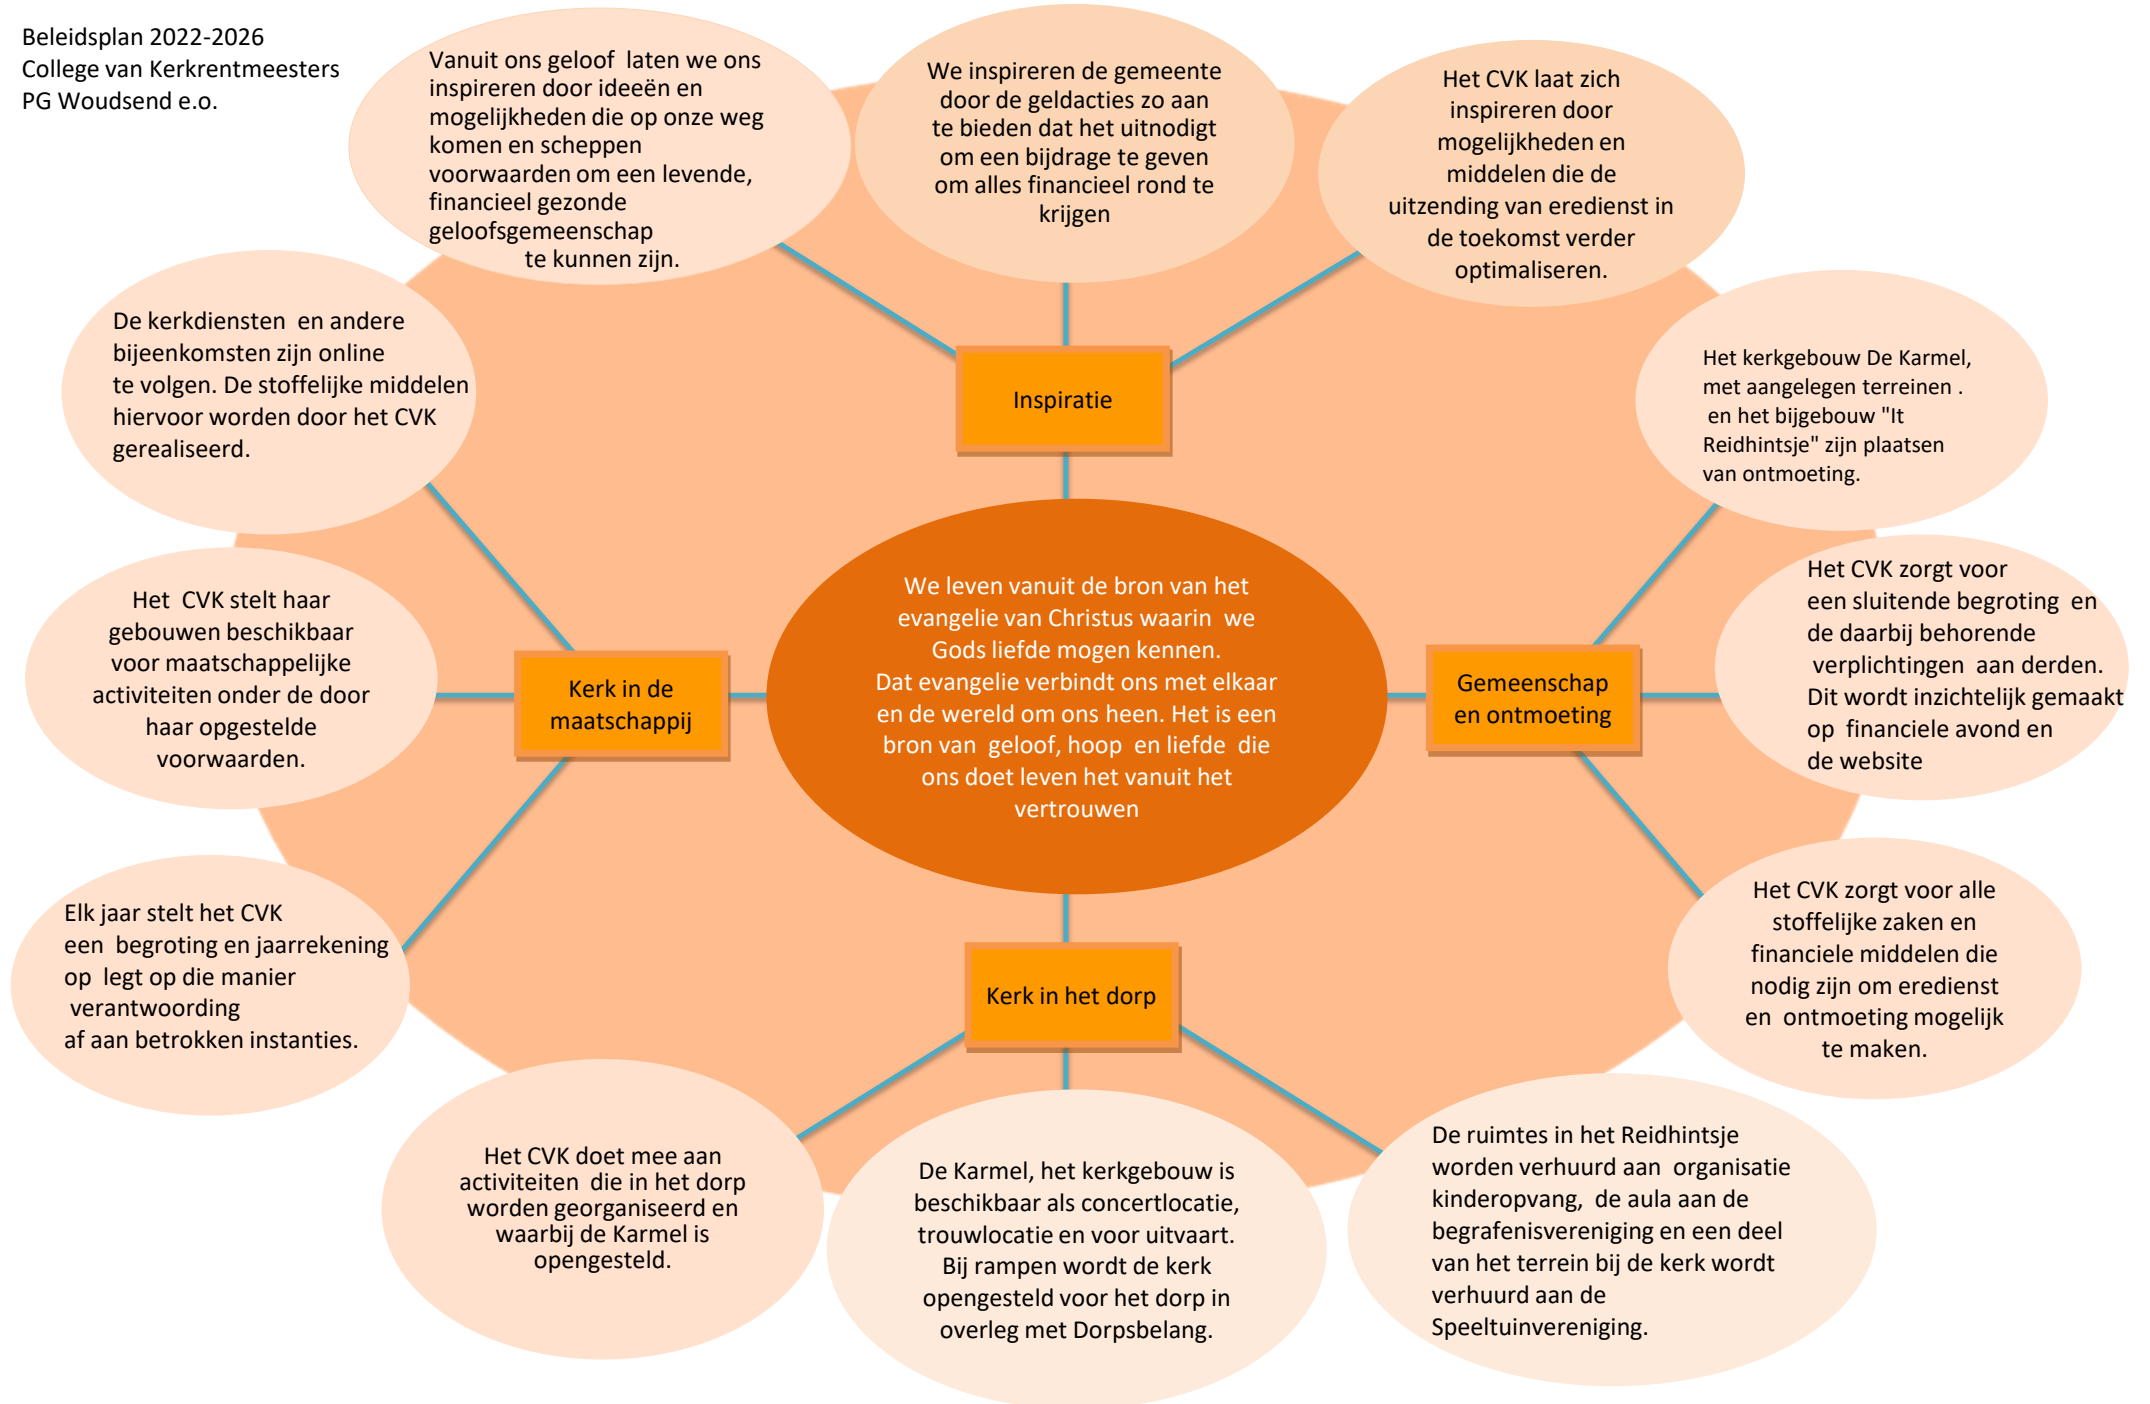 Beleidsplan 2022-2026
College van Kerkrentmeesters
PG Woudsend e.o.
Vanuit ons geloof laten we ons
inspireren door ideeën en
mogelijkheden die op onze weg
komen en scheppen
voorwaarden om een levende,
financieel gezonde
geloofsgemeenschap
te kunnen zijn.
We inspireren de gemeente
door de geldacties zo aan
te bieden dat het uitnodigt
om een bijdrage te geven
om alles financieel rond te
krijgen
Het CVK laat zich
inspireren door
mogelijkheden en
middelen die de
uitzending van eredienst in
de toekomst verder
optimaliseren.
De kerkdiensten en andere
bijeenkomsten zijn online
te volgen. De stoffelijke middelen
hiervoor worden door het CVK
gerealiseerd.
Inspiratie
Het kerkgebouw De Karmel,
met aangelegen terreinen .
en het bijgebouw "It
Reidhintsje" zijn plaatsen
van ontmoeting.
Het CVK stelt haar
gebouwen beschikbaar
voor maatschappelijke
activiteiten onder de door
haar opgestelde
voorwaarden.
Kerk in de
maatschappij
We leven vanuit de bron van het
evangelie van Christus waarin we
Gods liefde mogen kennen.
Dat evangelie verbindt ons met elkaar
en de wereld om ons heen. Het is een
bron van geloof, hoop en liefde die
ons doet leven het vanuit het
vertrouwen
Gemeenschap
en ontmoeting
Het CVK zorgt voor
een sluitende begroting en
de daarbij behorende
verplichtingen aan derden.
Dit wordt inzichtelijk gemaakt
op financiele avond en
de website
Elk jaar stelt het CVK
een begroting en jaarrekening
op legt op die manier
verantwoording
af aan betrokken instanties.
Kerk in het dorp
Het CVK zorgt voor alle
stoffelijke zaken en
financiele middelen die
nodig zijn om eredienst
en ontmoeting mogelijk
te maken.
Het CVK doet mee aan
activiteiten die in het dorp
worden georganiseerd en
waarbij de Karmel is
opengesteld.
De Karmel, het kerkgebouw is
beschikbaar als concertlocatie,
trouwlocatie en voor uitvaart.
Bij rampen wordt de kerk
opengesteld voor het dorp in
overleg met Dorpsbelang.
De ruimtes in het Reidhintsje
worden verhuurd aan organisatie
kinderopvang, de aula aan de
begrafenisvereniging en een deel
van het terrein bij de kerk wordt
verhuurd aan de
Speeltuinvereniging.